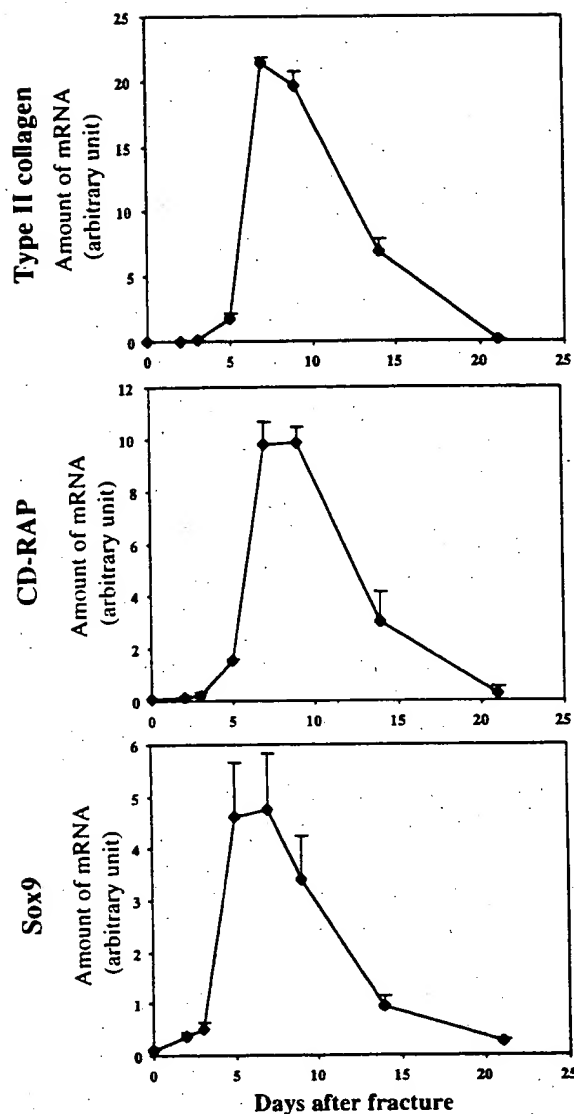 Type II collagen
Amount of mRNA
(arbitrary unit)
25
20
15
10
5
0
0 5 10 15 20 25
CD-RAP
Amount of mRNA
(arbitrary unit)
12
10
8
6
4
2
0
0 5 10 15 20 25
Sox9
Amount of mRNA
(arbitrary unit)
6
5
4
3
2
1
0
0 5 10 15 20 25
Days after fracture